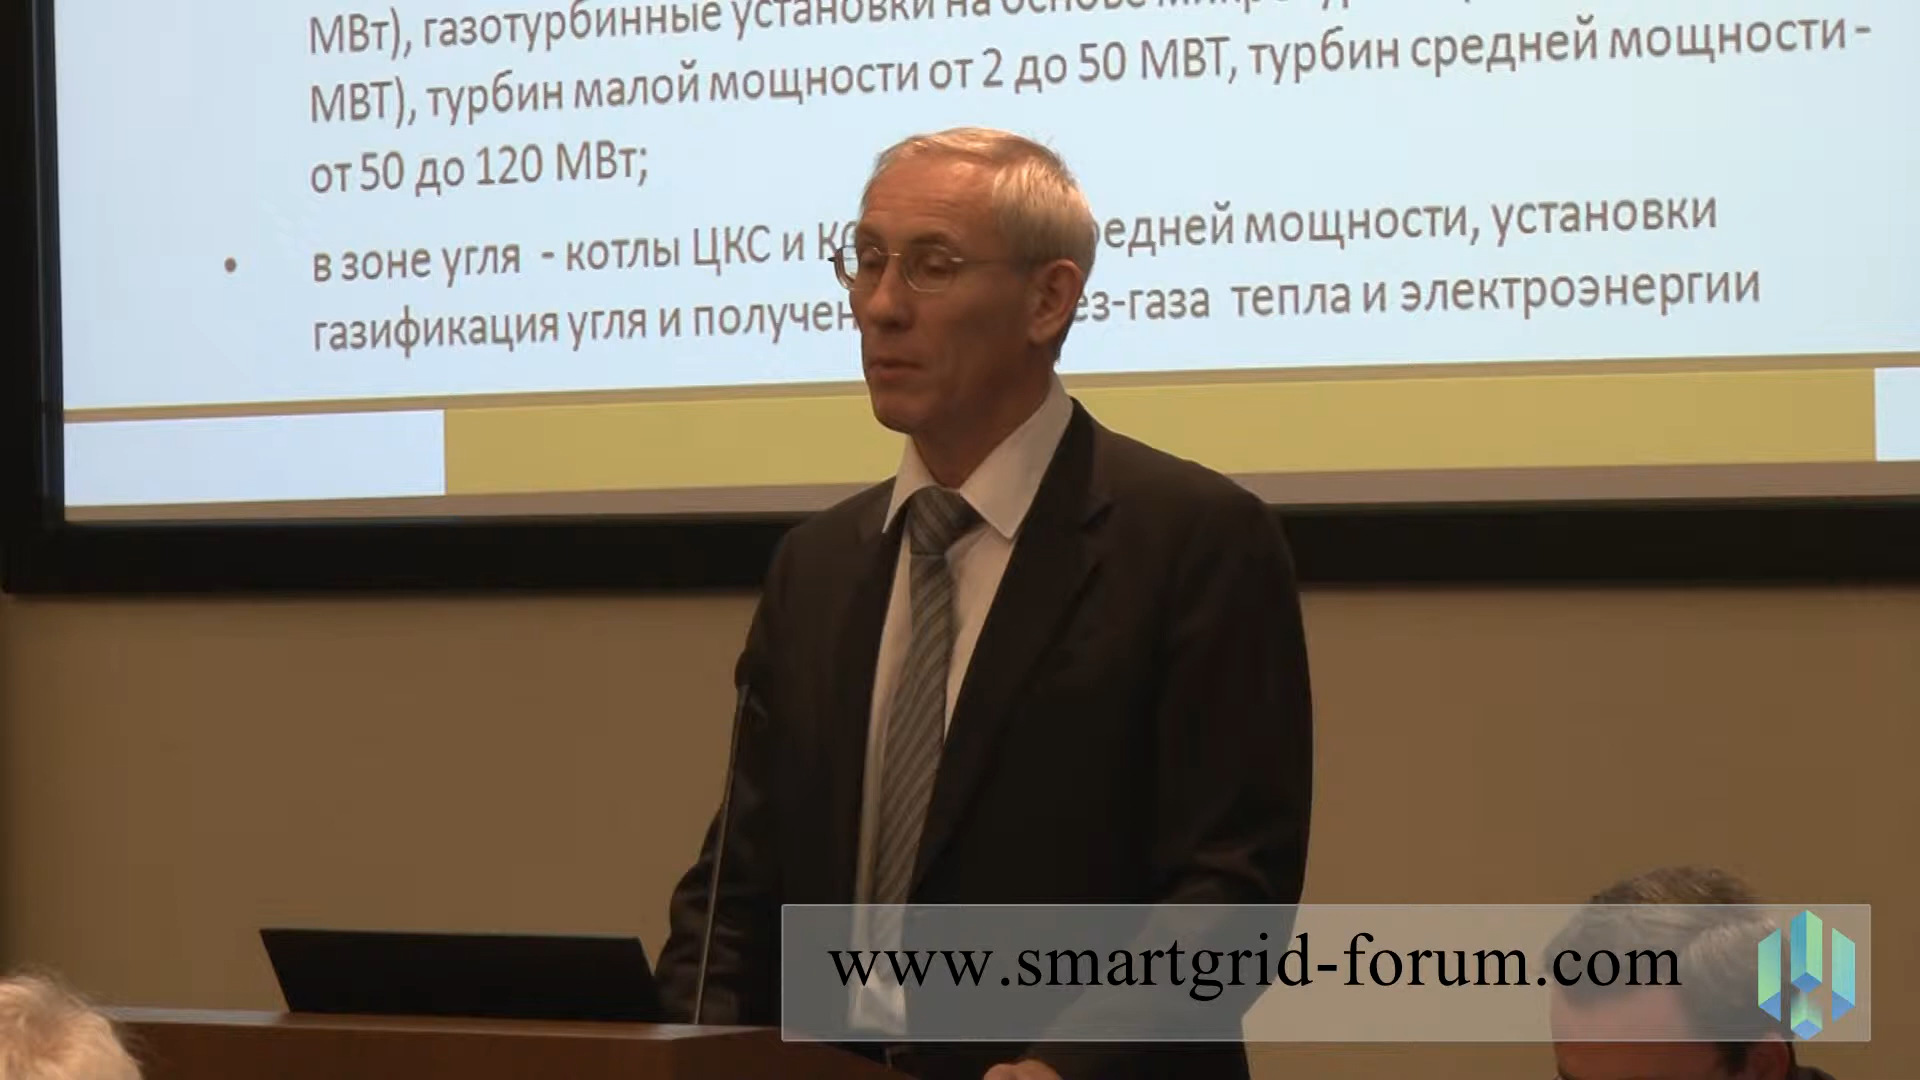 МВт), газотурбинные установки на основе
МВТ), турбин малой мощности от 2 до 50 МВТ, турбин средней мощности -
от 50 до 120 МВт;
• в зоне угля - котлы ЦКС и средней мощности, установки
газификация угля и тепла и электроэнергии
www.smartgrid-forum.com